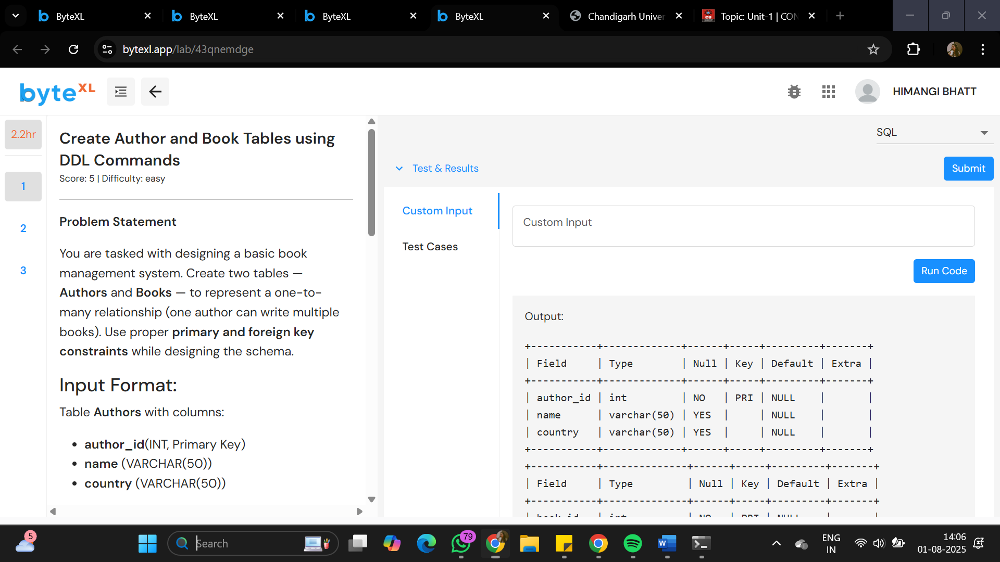 ByteXL
ByteXL
ByteXL
ByteXL
Chandigarh Univer
Topic: Unit-1 | CON
bytexl.app/lab/43qnemdge
byteXL
HIMANGI BHATT
2.2hr
1
2
3
Create Author and Book Tables using
DDL Commands
Score: 5 | Difficulty: easy
Problem Statement
You are tasked with designing a basic book
management system. Create two tables —
Authors and Books — to represent a one-to-
many relationship (one author can write multiple
books). Use proper primary and foreign key
constraints while designing the schema.
Input Format:
Table Authors with columns:
• author_id(INT, Primary Key)
• name (VARCHAR(50))
• country (VARCHAR(50))
SQL
Test & Results
Submit
Custom Input
Test Cases
Custom Input
Run Code
Output:
+-----------+-------------+------+-----+---------+-------+
| Field     | Type        | Null | Key | Default | Extra |
+-----------+-------------+------+-----+---------+-------+
| author_id | int         | NO   | PRI | NULL    |       |
| name      | varchar(50) | YES  |     | NULL    |       |
| country   | varchar(50) | YES  |     | NULL    |       |
+-----------+-------------+------+-----+---------+-------+
+-----------+--------------+------+-----+---------+-------+
| Field     | Type         | Null | Key | Default | Extra |
+-----------+--------------+------+-----+---------+-------+
| book_id   | int          | NO   | PRI | NULL    |       |
5
Search
79
ENG
IN
14:06
01-08-2025